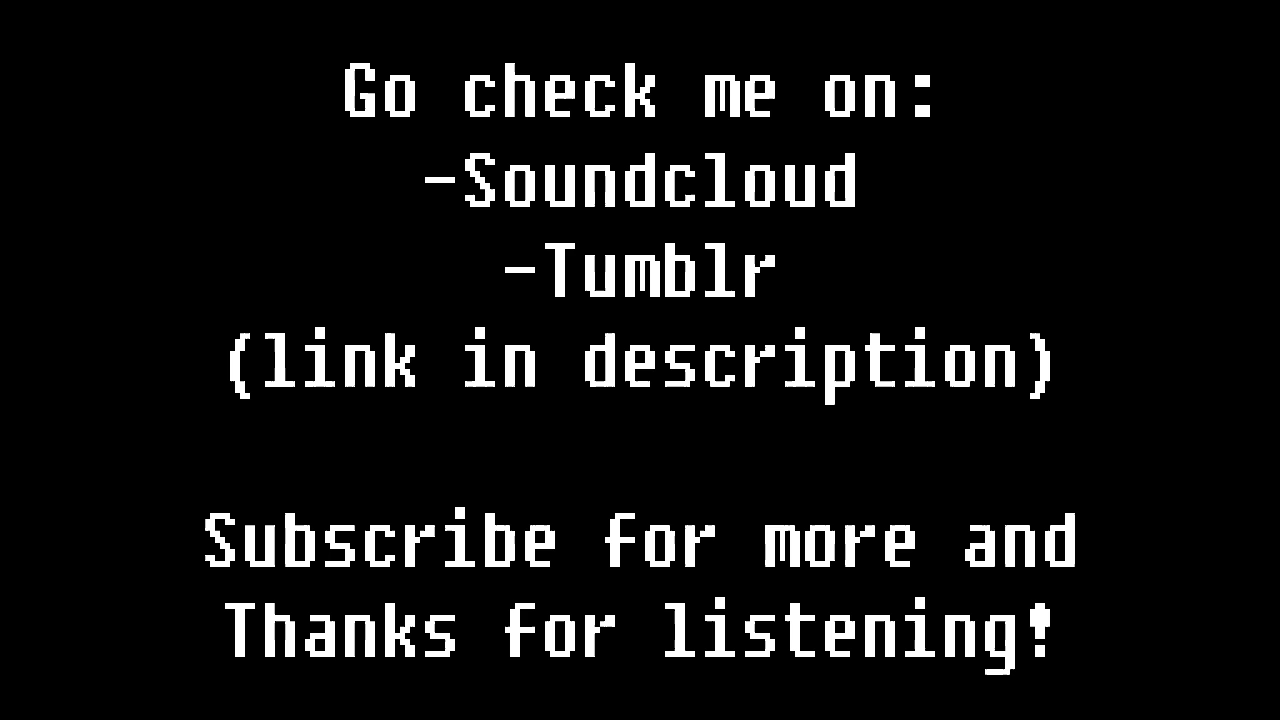 Go check me on:
-Soundcloud
-Tumblr
(link in description)
Subscribe for more and
Thanks for listening!